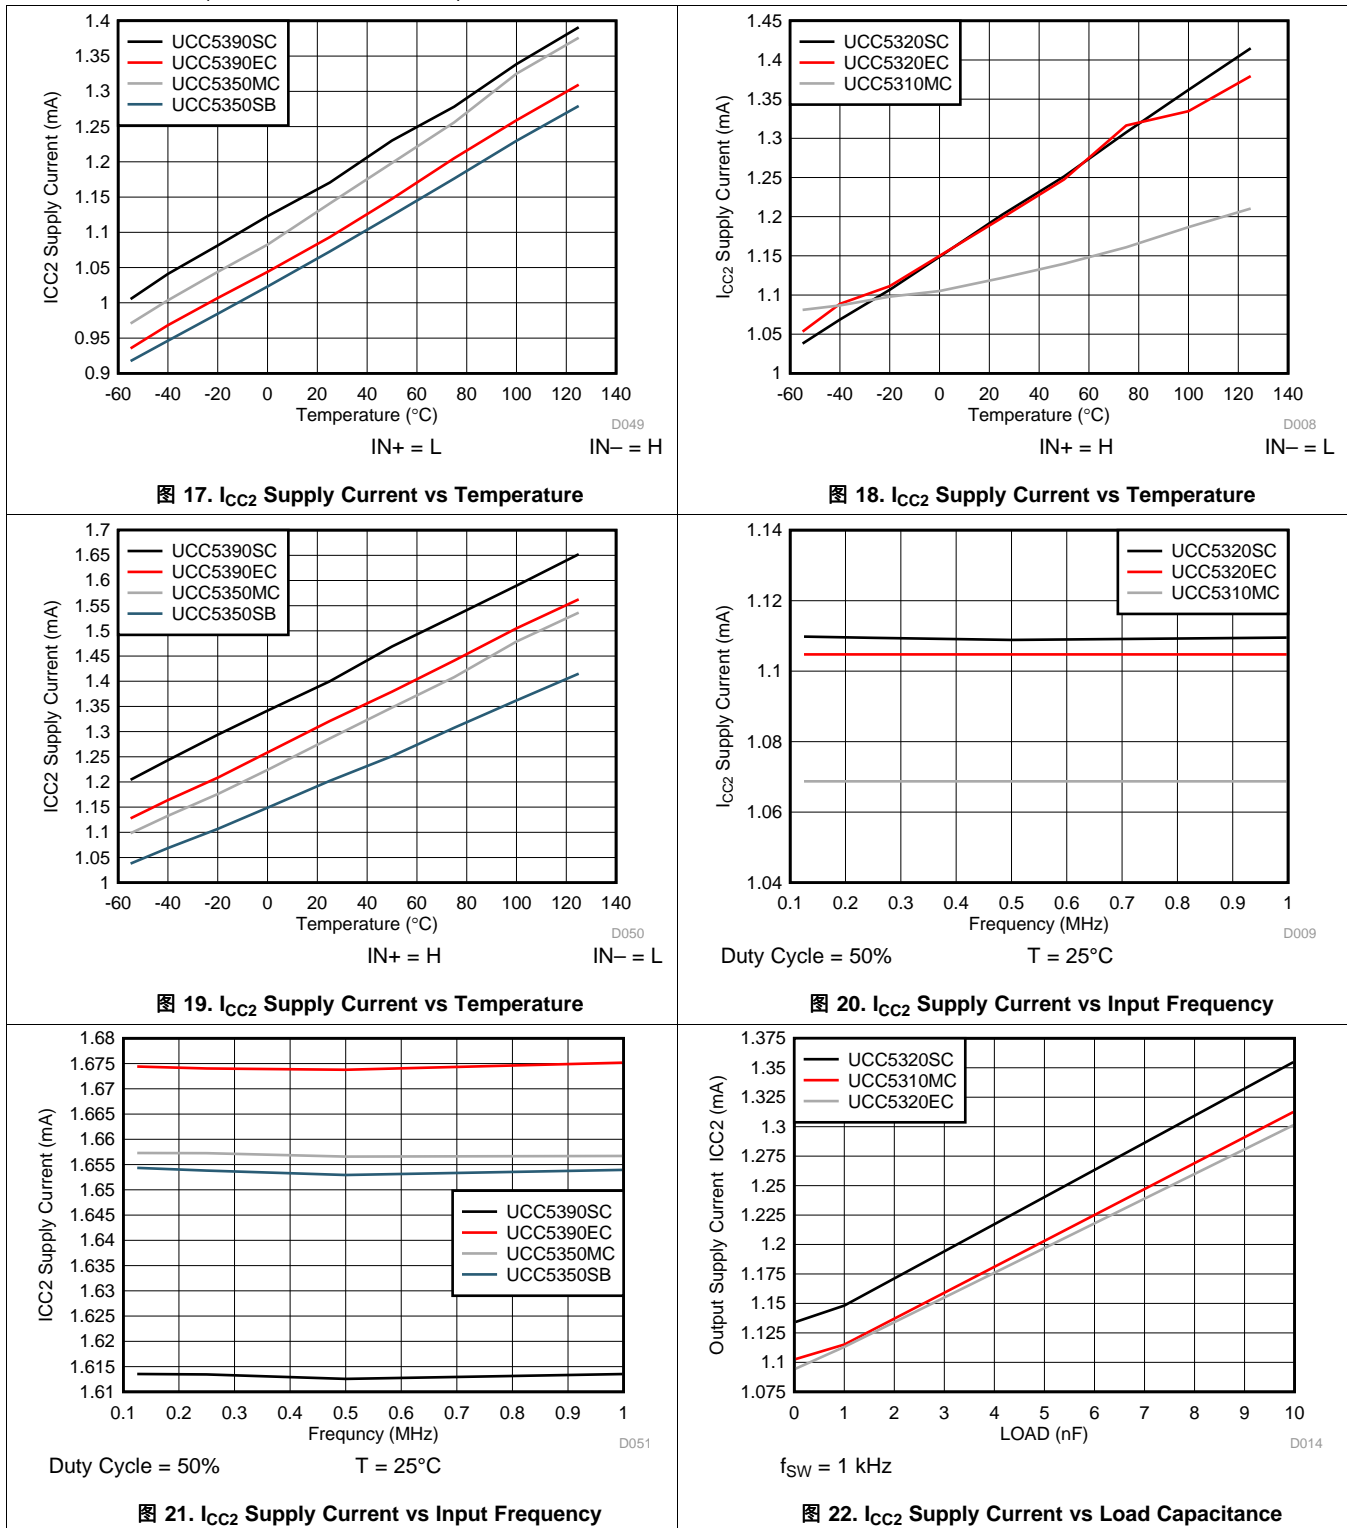 1.4
1.35
1.3
1.25
1.2
1.15
1.1
1.05
1
0.95
0.9
ICC2 Supply Current (mA)
UCC5390SC
UCC5390EC
UCC5350MC
UCC5350SB
-60 -40 -20 0 20 40 60 80 100 120 140
Temperature (°C)
D049
IN+ = L IN– = H
图 17. ICC2 Supply Current vs Temperature
1.45
1.4
1.35
1.3
1.25
1.2
1.15
1.1
1.05
1
ICC2 Supply Current (mA)
UCC5320SC
UCC5320EC
UCC5310MC
-60 -40 -20 0 20 40 60 80 100 120 140
Temperature (°C)
D008
IN+ = H IN– = L
图 18. ICC2 Supply Current vs Temperature
1.7
1.65
1.6
1.55
1.5
1.45
1.4
1.35
1.3
1.25
1.2
1.15
1.1
1.05
1
ICC2 Supply Current (mA)
UCC5390SC
UCC5390EC
UCC5350MC
UCC5350SB
-60 -40 -20 0 20 40 60 80 100 120 140
Temperature (°C)
D050
IN+ = H IN– = L
图 19. ICC2 Supply Current vs Temperature
1.14
1.12
1.1
1.08
1.06
1.04
ICC2 Supply Current (mA)
UCC5320SC
UCC5320EC
UCC5310MC
0.1 0.2 0.3 0.4 0.5 0.6 0.7 0.8 0.9 1
Frequency (MHz)
D009
Duty Cycle = 50% T = 25°C
图 20. ICC2 Supply Current vs Input Frequency
1.68
1.675
1.67
1.665
1.66
1.655
1.65
1.645
1.64
1.635
1.63
1.625
1.62
1.615
1.61
ICC2 Supply Current (mA)
UCC5390SC
UCC5390EC
UCC5350MC
UCC5350SB
0.1 0.2 0.3 0.4 0.5 0.6 0.7 0.8 0.9 1
Frequncy (MHz)
D051
Duty Cycle = 50% T = 25°C
图 21. ICC2 Supply Current vs Input Frequency
1.375
1.35
1.325
1.3
1.275
1.25
1.225
1.2
1.175
1.15
1.125
1.1
1.075
Output Supply Current ICC2 (mA)
UCC5320SC
UCC5310MC
UCC5320EC
0 1 2 3 4 5 6 7 8 9 10
LOAD (nF)
D014
fSW = 1 kHz
图 22. ICC2 Supply Current vs Load Capacitance